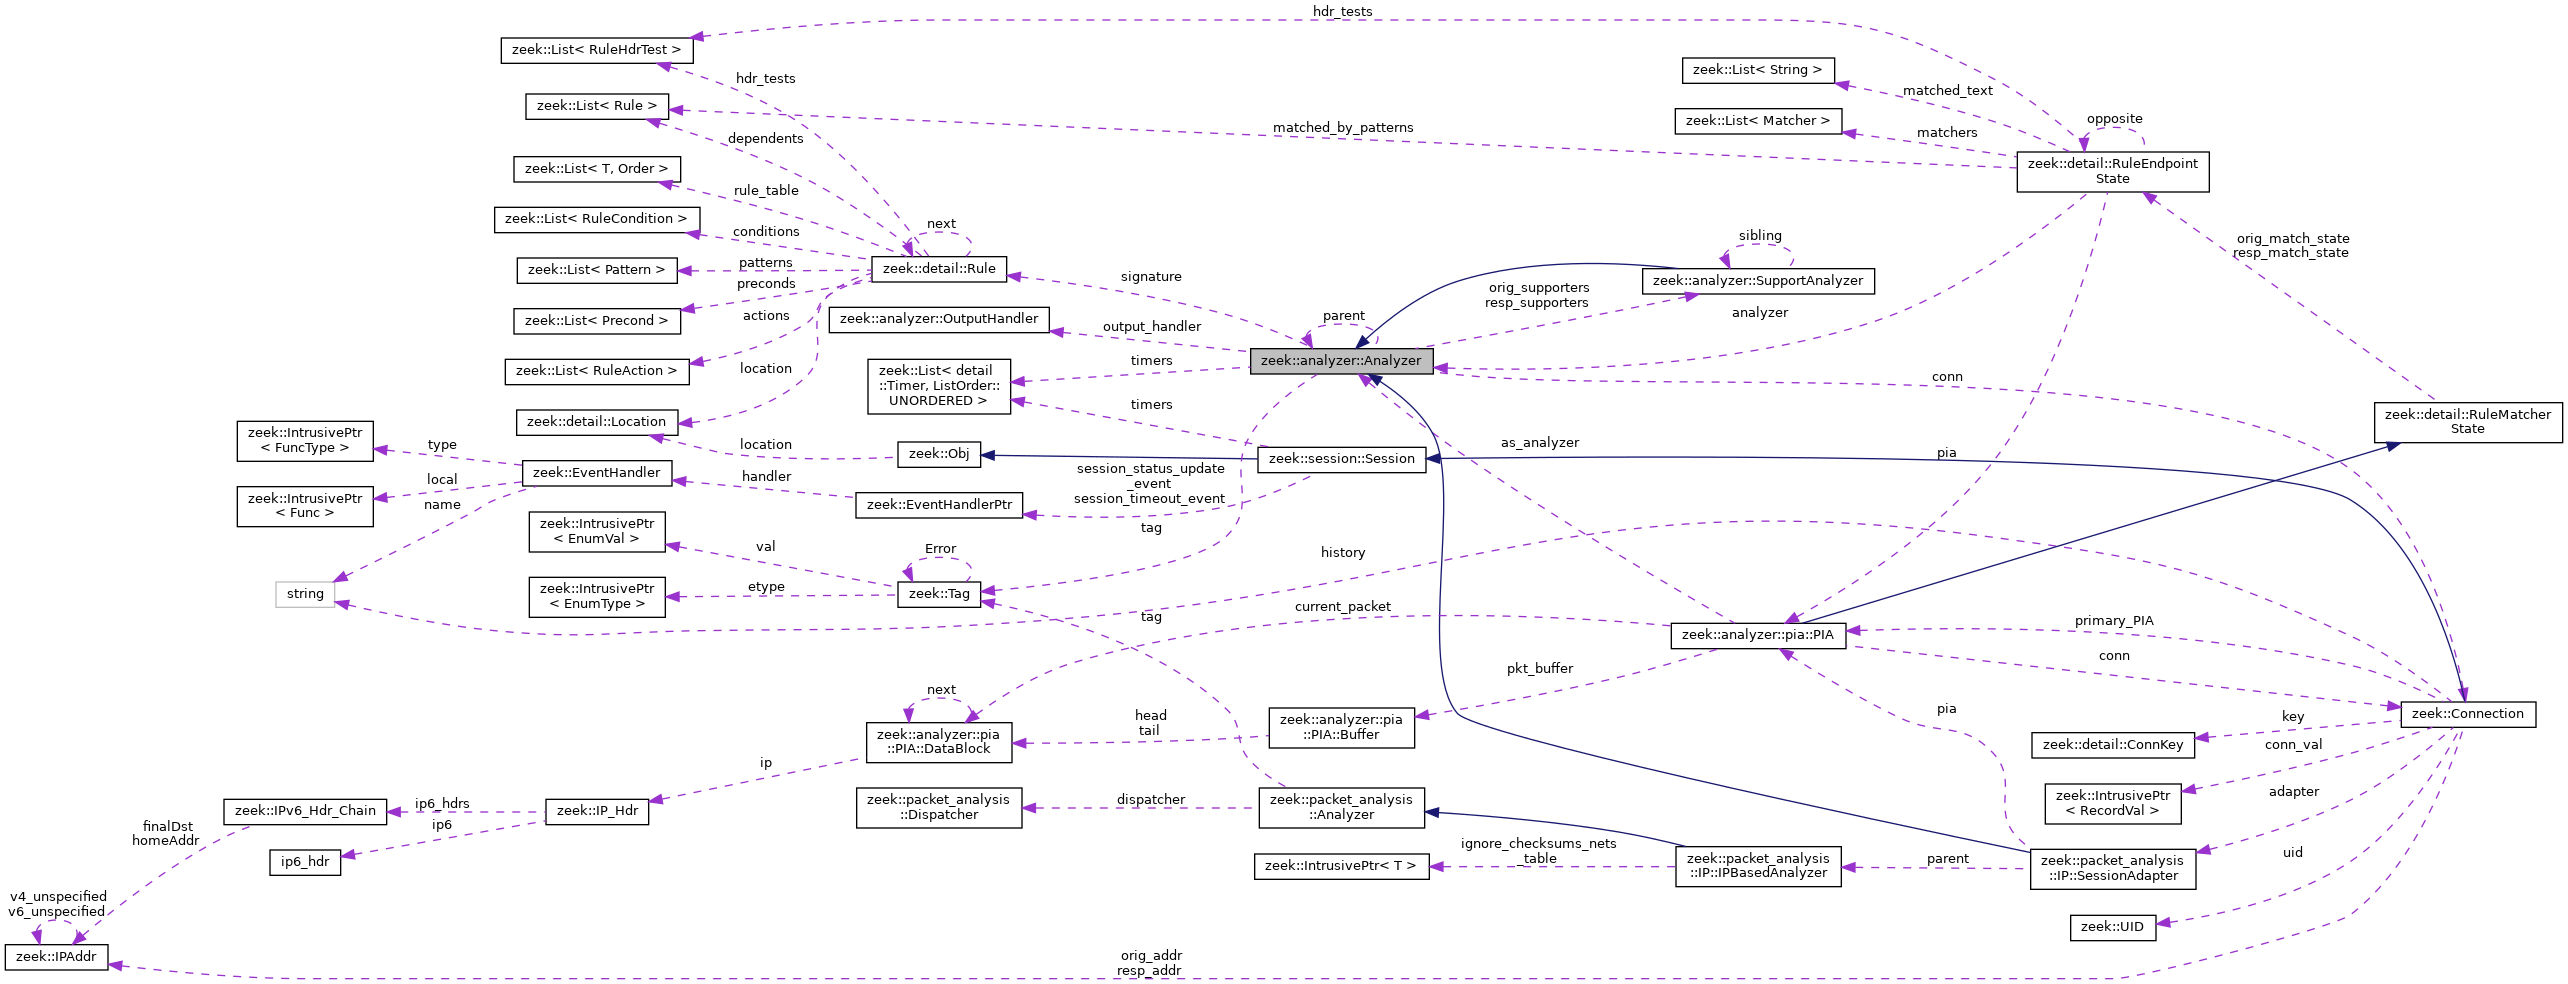 hdr_tests
zeek::List< RuleHdrTest >
zeek::List< String >
hdr_tests
matched_text
zeek::List< Rule >
zeek::List< Matcher >
opposite
matched_by_patterns
matchers
dependents
zeek::List< T, Order >
zeek::detail::RuleEndpoint
State
rule_table
zeek::List< RuleCondition >
next
conditions
sibling
orig_match_state
resp_match_state
zeek::List< Pattern >
patterns
zeek::detail::Rule
signature
zeek::analyzer::SupportAnalyzer
preconds
orig_supporters
resp_supporters
zeek::List< Precond >
actions
zeek::analyzer::OutputHandler
output_handler
parent
analyzer
zeek::List< RuleAction >
location
zeek::List< detail
::Timer, ListOrder::
UNORDERED >
timers
zeek::analyzer::Analyzer
conn
timers
zeek::detail::RuleMatcher
State
zeek::detail::Location
zeek::IntrusivePtr
< FuncType >
type
location
zeek::Obj
as_analyzer
pia
zeek::EventHandler
session_status_update
_event
session_timeout_event
zeek::session::Session
local
handler
zeek::IntrusivePtr
< Func >
name
zeek::EventHandlerPtr
zeek::IntrusivePtr
< EnumVal >
tag
val
Error
history
zeek::IntrusivePtr
< EnumType >
etype
zeek::Tag
string
current_packet
tag
zeek::analyzer::pia::PIA
primary_PIA
conn
pkt_buffer
next
head
tail
zeek::analyzer::pia
::PIA::Buffer
pia
key
zeek::Connection
zeek::analyzer::pia
::PIA::DataBlock
zeek::detail::ConnKey
conn_val
ip
zeek::IPv6_Hdr_Chain
ip6_hdrs
zeek::IP_Hdr
zeek::packet_analysis
::Dispatcher
dispatcher
zeek::packet_analysis
::Analyzer
zeek::IntrusivePtr
< RecordVal >
adapter
ip6
finalDst
homeAddr
ip6_hdr
ignore_checksums_nets
_table
zeek::IntrusivePtr< T >
zeek::packet_analysis
::IP::IPBasedAnalyzer
parent
zeek::packet_analysis
::IP::SessionAdapter
uid
v4_unspecified
v6_unspecified
zeek::UID
zeek::IPAddr
orig_addr
resp_addr